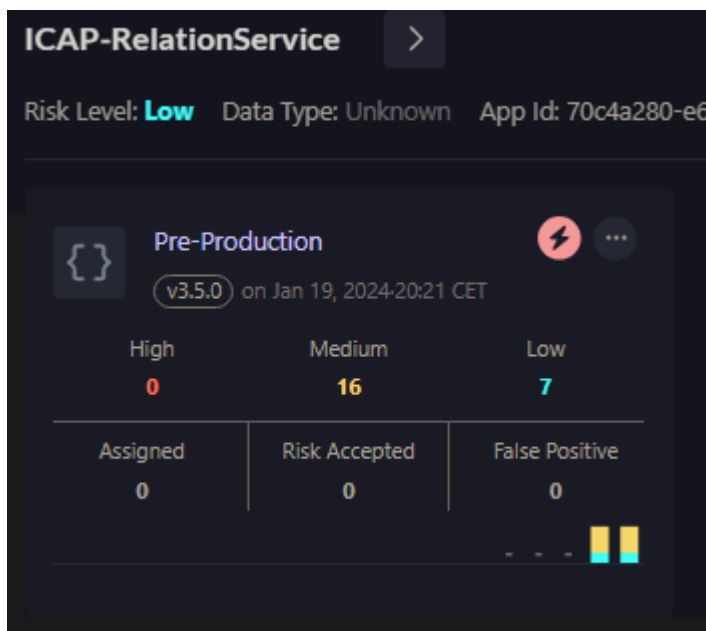 ICAP-RelationService
Risk Level: Low Data Type: Unknown App Id: 70c4a280-e6
Pre-Production
v3.5.0 on Jan 19, 2024·20:21 CET
High Medium Low
0 16 7
Assigned Risk Accepted False Positive
0 0 0